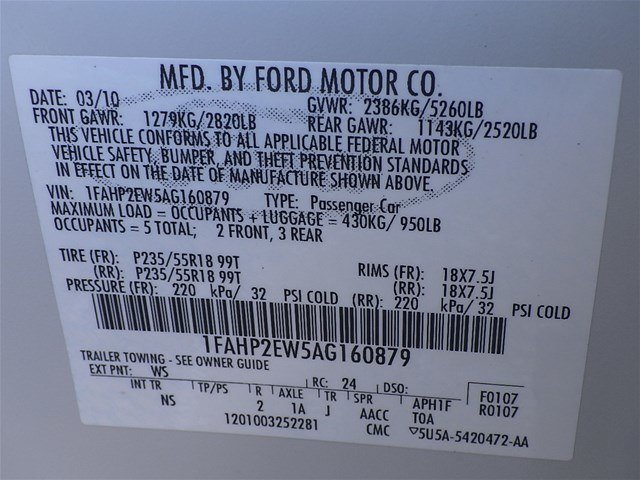 MFD. BY FORD MOTOR CO.
DATE: 03/10 GVWR: 2386KG/5260LB
FRONT GAWR: 1279KG/2820LB REAR GAWR: 1143KG/2520LB
THIS VEHICLE CONFORMS TO ALL APPLICABLE FEDERAL MOTOR
VEHICLE SAFETY, BUMPER, AND THEFT PREVENTION STANDARDS
IN EFFECT ON THE DATE OF MANUFACTURE SHOWN ABOVE.
VIN: 1FAHP2EW5AG160879 TYPE: Passenger Car
MAXIMUM LOAD = OCCUPANTS + LUGGAGE = 430KG/ 950LB
OCCUPANTS = 5 TOTAL; 2 FRONT, 3 REAR
TIRE (FR): P235/55R18 99T RIMS (FR): 18X7.5J
(RR): P235/55R18 99T (RR): 18X7.5J
PRESSURE (FR): 220 kPa/ 32 PSI COLD (RR): 220 kPa/ 32 PSI COLD
1FAHP2EW5AG160879
TRAILER TOWING - SEE OWNER GUIDE
EXT PNT: WS RC: 24 DSO: F0107
INT TR TP/PS R AXLE TR SPR APH1F R0107
NS 2 1A J AACC TOA
1201003252281 CMC ▽5U5A-5420472-AA